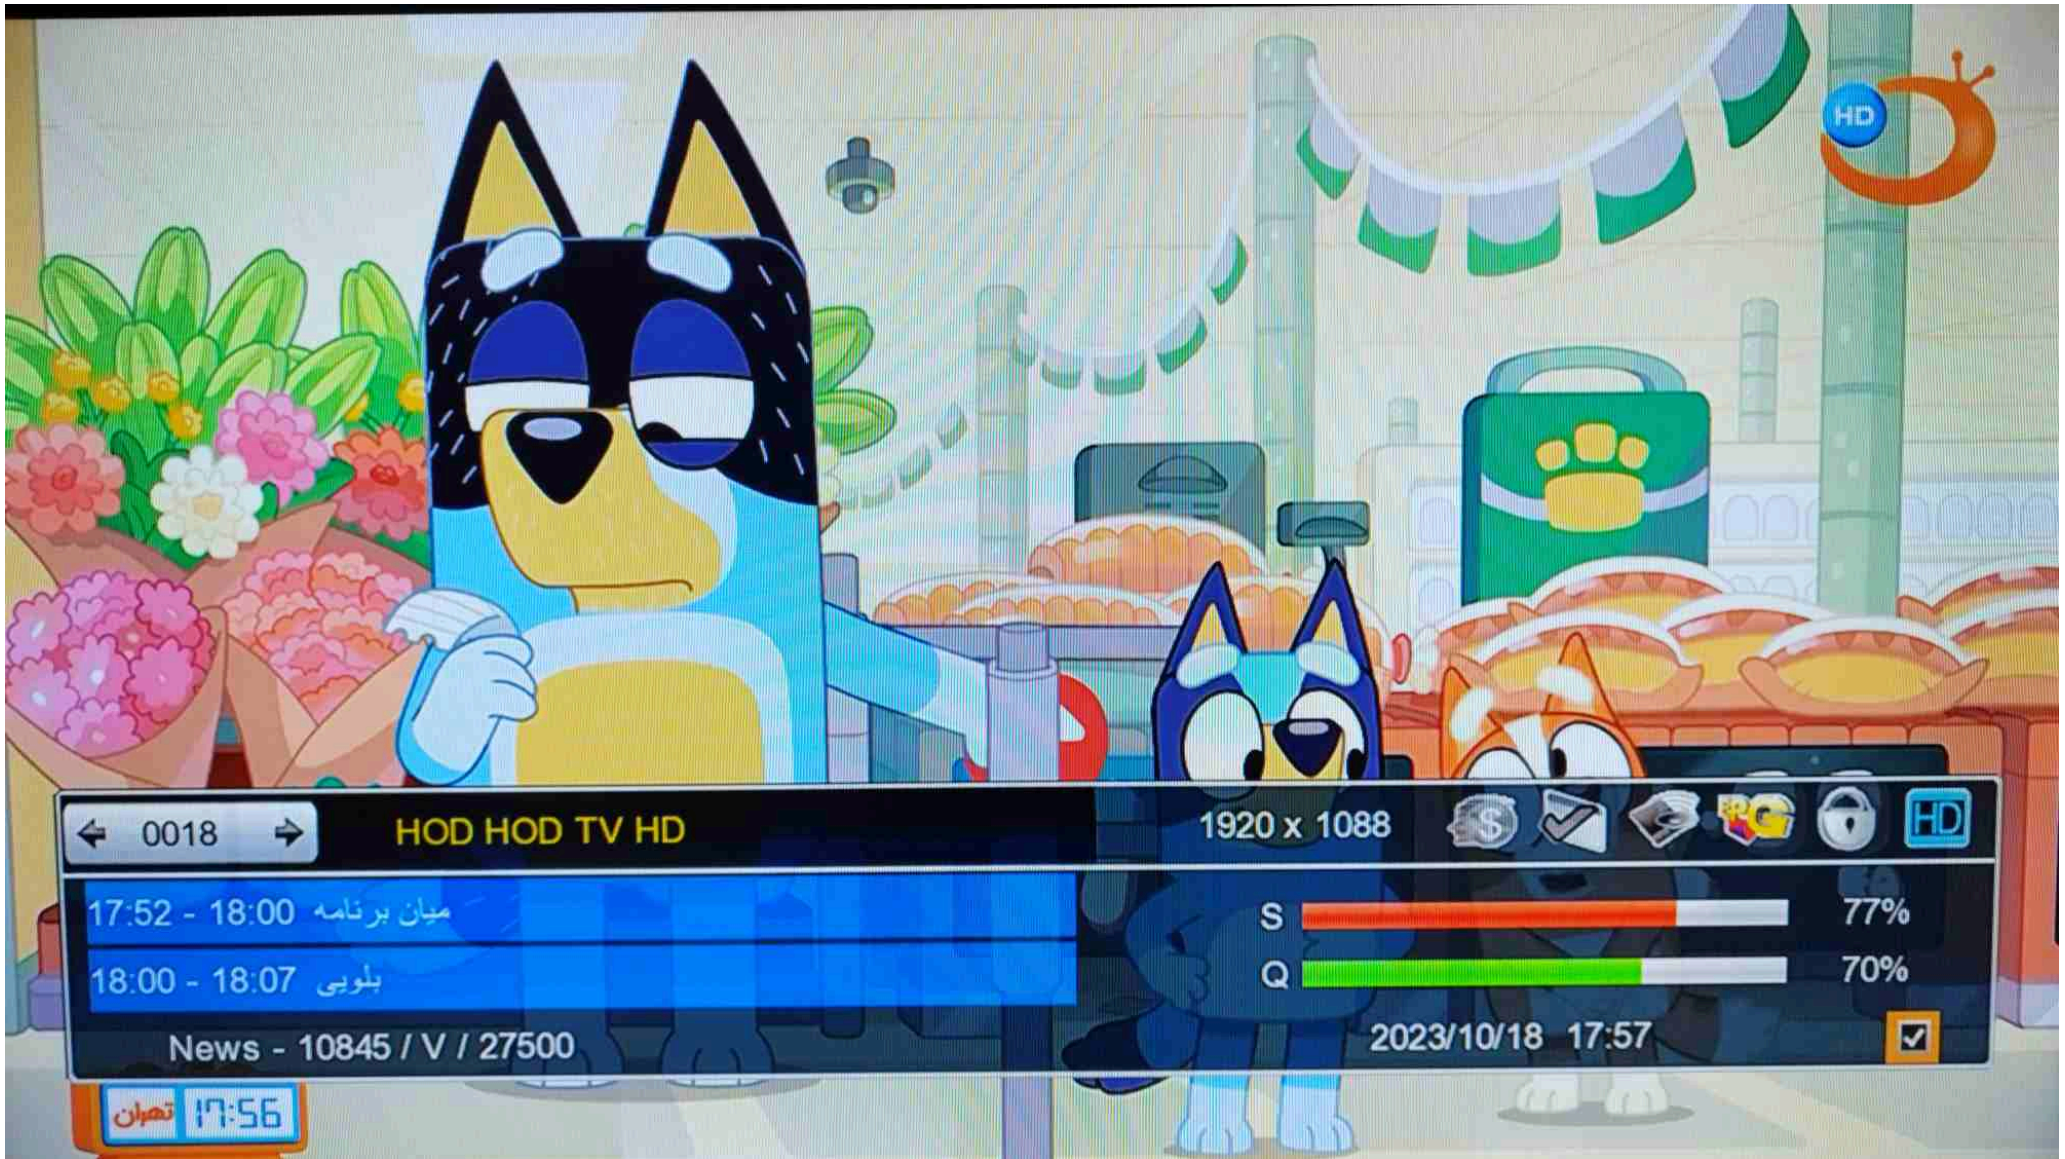 HD
0018 HOD HOD TV HD 1920 x 1088 $ G HD
17:52 - 18:00 میان برنامه
18:00 - 18:07 بلویی
S 77%
Q 70%
News - 10845 / V / 27500
2023/10/18 17:57
تهران 17:56